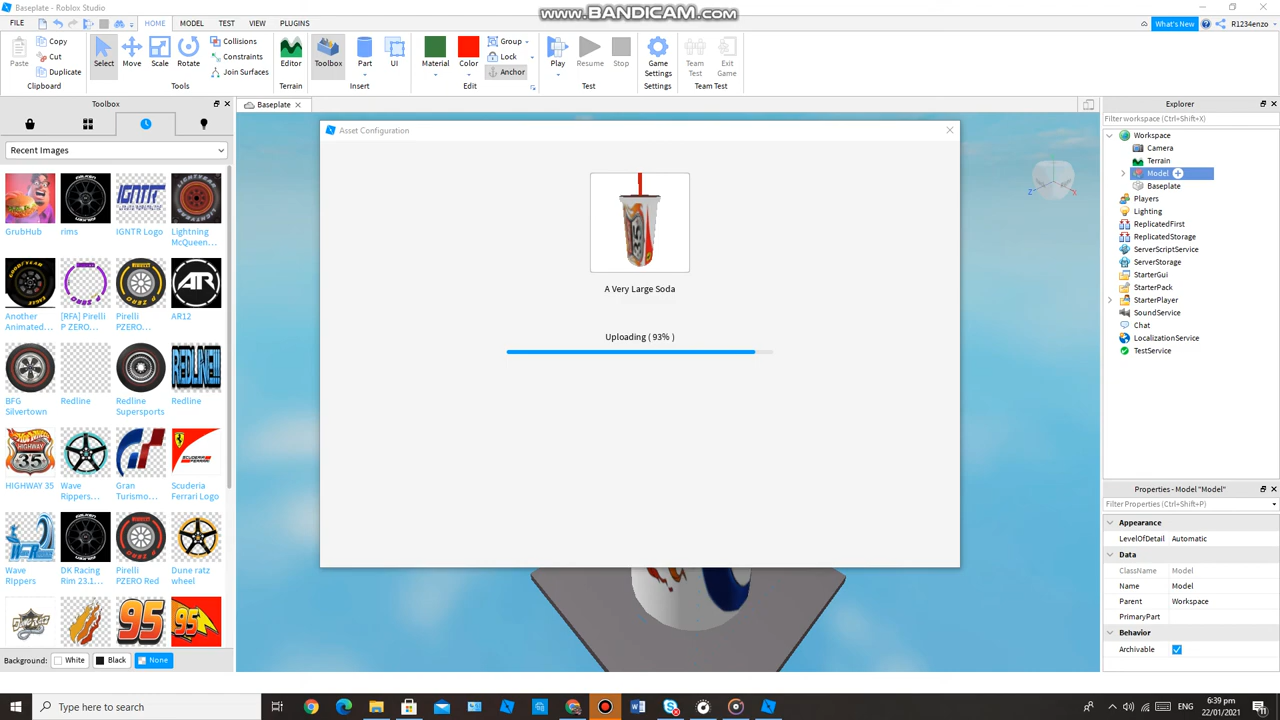 Baseplate - Roblox Studio
WWW.BANDICAM.COM
FILE HOME MODEL TEST VIEW PLUGINS
What's New R1234enzo
Paste Copy Cut Duplicate Clipboard
Select Move Scale Rotate Collisions Constraints Join Surfaces Tools
Editor Terrain
Toolbox Part UI Insert
Material Color Group Lock Anchor Edit
Play Resume Stop Test
Game Settings Settings
Team Test Exit Game Team Test
Toolbox
Baseplate
Recent Images
GrubHub rims IGNTR Logo Lightning McQueen...
Another Animated... [RFA] Pirelli P ZERO... Pirelli PZERO... AR12
BFG Silvertown Redline Redline Supersports Redline
HIGHWAY 35 Wave Rippers... Gran Turismo... Scuderia Ferrari Logo
Wave RIppers DK Racing Rim 23.1... Pirelli PZERO Red Dune ratz wheel
95
Background: White Black None
Asset Configuration
A Very Large Soda
Uploading ( 93% )
Explorer
Filter workspace (Ctrl+Shift+X)
Workspace
Camera
Terrain
Model
Baseplate
Players
Lighting
ReplicatedFirst
ReplicatedStorage
ServerScriptService
ServerStorage
StarterGui
StarterPack
StarterPlayer
SoundService
Chat
LocalizationService
TestService
Properties - Model "Model"
Filter Properties (Ctrl+Shift+P)
Appearance
LevelOfDetail Automatic
Data
ClassName Model
Name Model
Parent Workspace
PrimaryPart
Behavior
Archivable
Type here to search
6:39 pm
22/01/2021